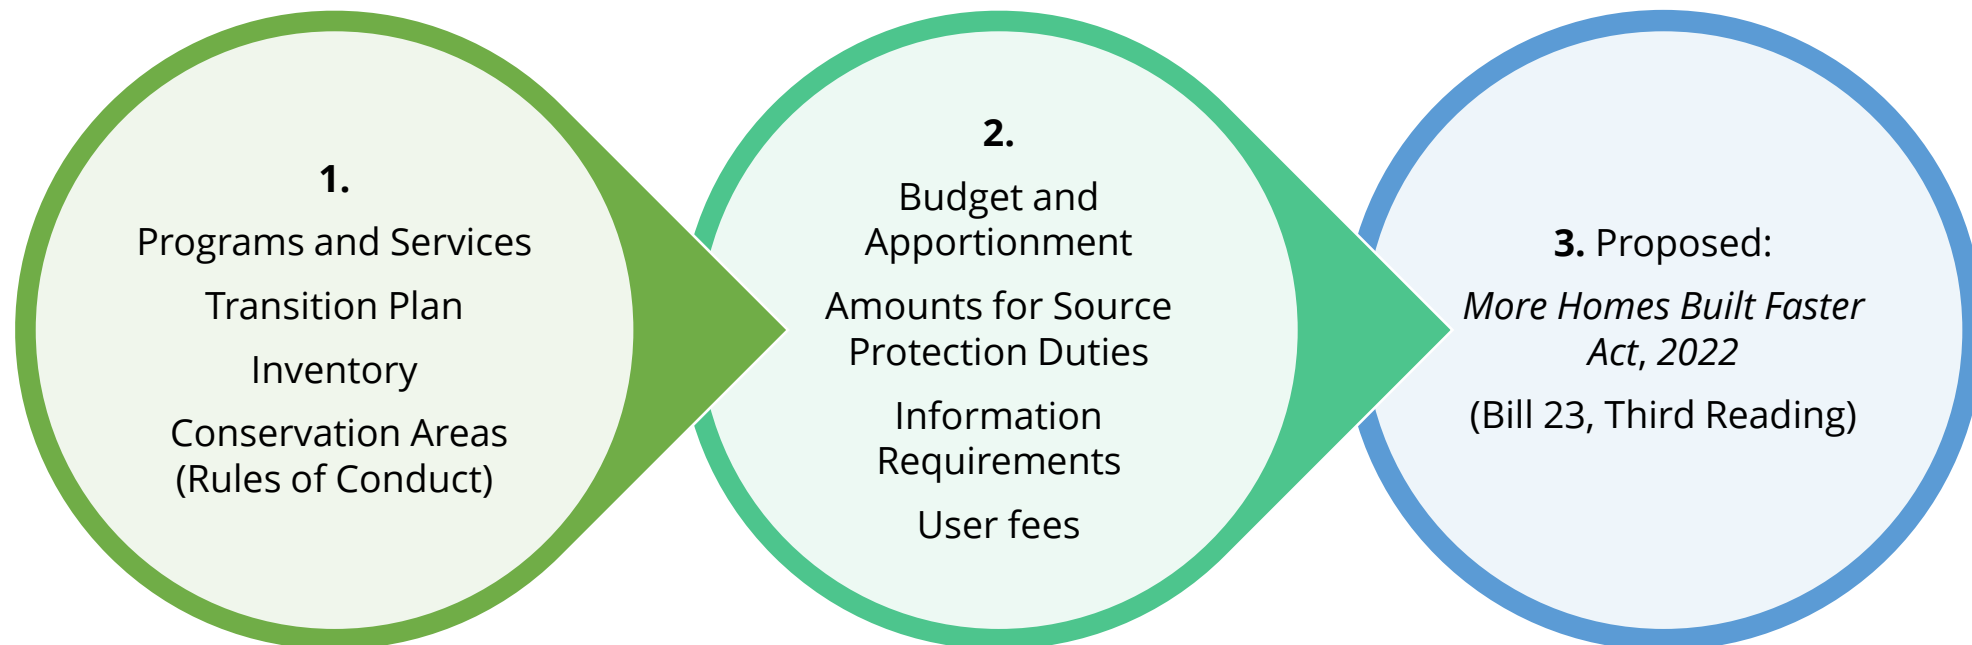 1.
Programs and Services
Transition Plan
Inventory
Conservation Areas
(Rules of Conduct)
2.
Budget and
Apportionment
Amounts for Source
Protection Duties
Information
Requirements
User fees
3. Proposed:
More Homes Built Faster
Act, 2022
(Bill 23, Third Reading)